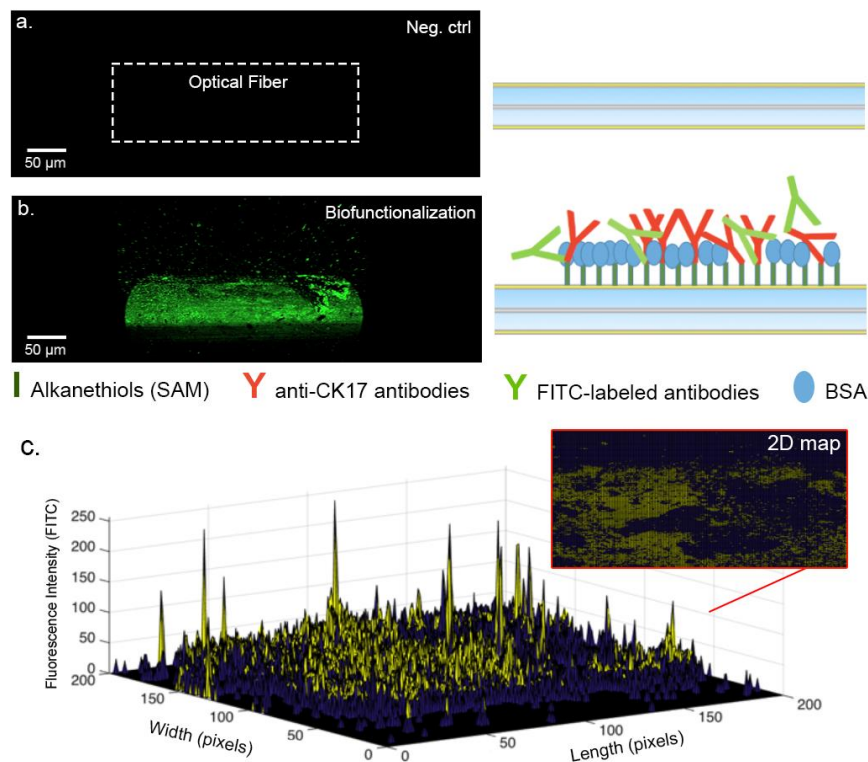 a.
Neg. ctrl
Optical Fiber
50 µm
b.
Biofunctionalization
50 µm
Alkanethiols (SAM) anti-CK17 antibodies FITC-labeled antibodies BSA
c.
2D map
Fluorescence Intensity (FITC)
250
200
150
100
50
0
200
150
100
50
0
Width (pixels)
0
50
100
150
200
Length (pixels)